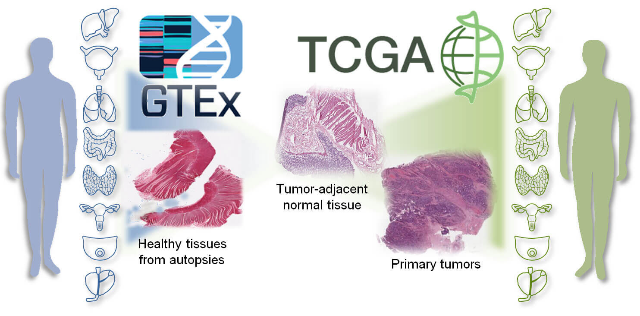 GTEx
TCGA
Tumor-adjacent
normal tissue
Healthy tissues
from autopsies
Primary tumors